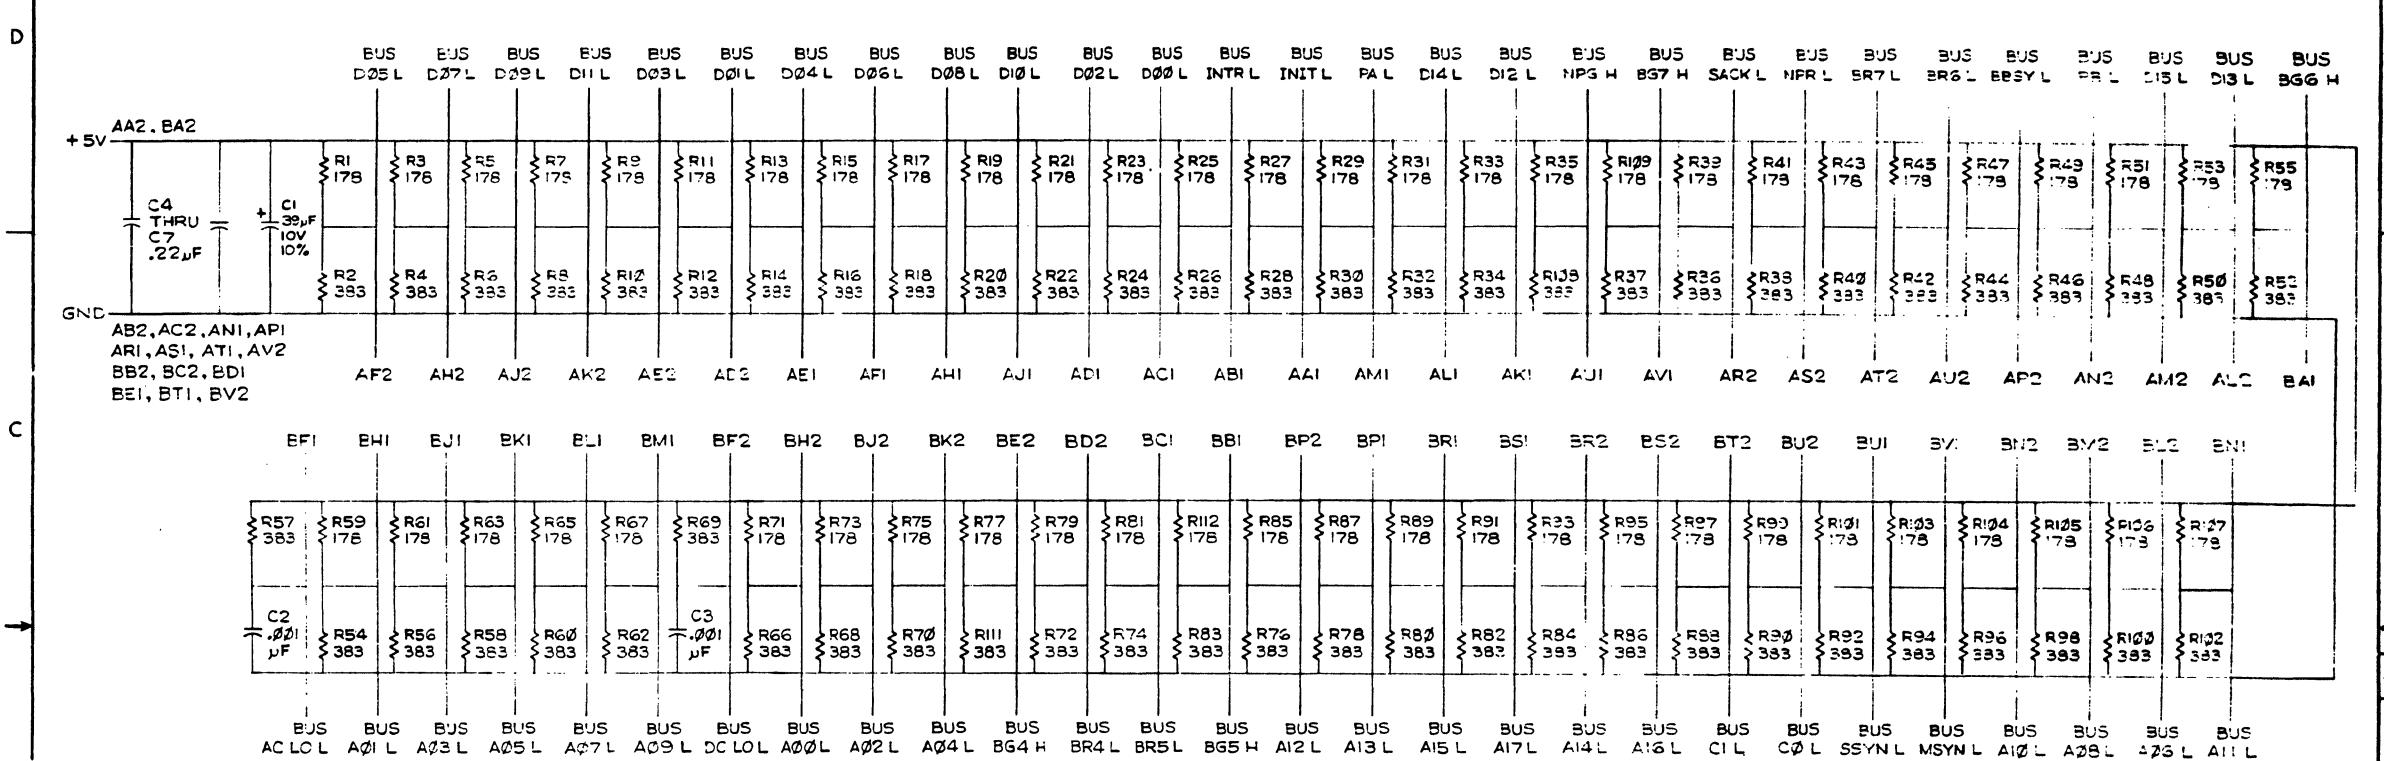 D
BUS BUS BUS BUS BUS BUS BUS BUS BUS BUS BUS BUS BUS BUS BUS BUS BUS BUS BUS BUS BUS BUS BUS BUS BUS BUS BUS BUS
DØ5 L DØ7 L DØ9 L D11 L DØ3 L DØ1 L DØ4 L DØ6 L DØ8 L D1Ø L DØ2 L DØØ L INTR L INIT L PA L D14 L D12 L NPG H BG7 H SACK L NPR L BR7 L BR6 L BBSY L PB L D15 L D13 L BG6 H
AA2, BA2
+5V
R1 R3 R5 R7 R9 R11 R13 R15 R17 R19 R21 R23 R25 R27 R29 R31 R33 R35 R1Ø9 R39 R41 R43 R45 R47 R49 R51 R53 R55
178 178 178 178 178 178 178 178 178 178 178 178 178 178 178 178 178 178 178 178 178 178 178 178 178 178 178 178
C4
THRU
C7
.22µF
+
C1
39µF
10V
10%
R2 R4 R6 R8 R1Ø R12 R14 R16 R18 R2Ø R22 R24 R26 R28 R3Ø R32 R34 R37 R36 R38 R4Ø R42 R44 R46 R48 R5Ø R52
383 383 383 383 383 383 383 383 383 383 383 383 383 383 383 383 383 383 383 383 383 383 383 383 383 383 383 383
GND
AB2, AC2, AN1, AP1
AR1, AS1, AT1, AV2
BB2, BC2, BD1
BE1, BT1, BV2
AF2 AH2 AJ2 AK2 AE2 AD2 AE1 AF1 AH1 AJ1 AD1 AC1 AB1 AA1 AM1 AL1 AK1 AU1 AV1 AR2 AS2 AT2 AU2 AP2 AN2 AM2 AL2 BA1
C
BF1 BH1 BJ1 BK1 BL1 BM1 BF2 BH2 BJ2 BK2 BE2 BD2 BC1 BB1 BP2 BP1 BR1 BS1 BR2 BS2 BT2 BU2 BU1 BV1 BN2 BM2 BL2 BN1
R57 R59 R61 R63 R65 R67 R69 R71 R73 R75 R77 R79 R81 R112 R85 R87 R89 R91 R93 R95 R97 R99 R1Ø1 R1Ø3 R1Ø4 R1Ø5 R1Ø6 R1Ø7
383 178 178 178 178 178 383 178 178 178 178 178 178 178 178 178 178 178 178 178 178 178 178 178 178 178 178 178
C2
.ØØ1
µF
C3
.ØØ1
µF
R54 R56 R58 R6Ø R62 R66 R68 R7Ø R111 R72 R74 R83 R76 R78 R8Ø R82 R84 R86 R88 R9Ø R92 R94 R96 R98 R1ØØ R1Ø2
383 383 383 383 383 383 383 383 383 383 383 383 383 383 383 383 383 383 383 383 383 383 383 383 383 383
BUS BUS BUS BUS BUS BUS BUS BUS BUS BUS BUS BUS BUS BUS BUS BUS BUS BUS BUS BUS BUS BUS BUS BUS BUS BUS BUS BUS
AC LO L AØ1 L AØ3 L AØ5 L AØ7 L AØ9 L DC LO L AØØ L AØ2 L AØ4 L BG4 H BR4 L BR5 L BG5 H A12 L A13 L A15 L A17 L A14 L A16 L C1 L CØ L SSYN L MSYN L A1Ø L AØ8 L AØ6 L A11 L